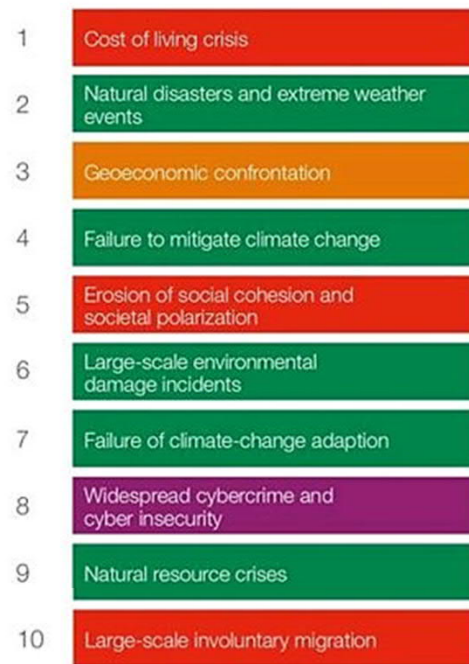 1 Cost of living crisis
2 Natural disasters and extreme weather
events
3 Geoeconomic confrontation
4 Failure to mitigate climate change
5 Erosion of social cohesion and
societal polarization
6 Large-scale environmental
damage incidents
7 Failure of climate-change adaption
8 Widespread cybercrime and
cyber insecurity
9 Natural resource crises
10 Large-scale involuntary migration